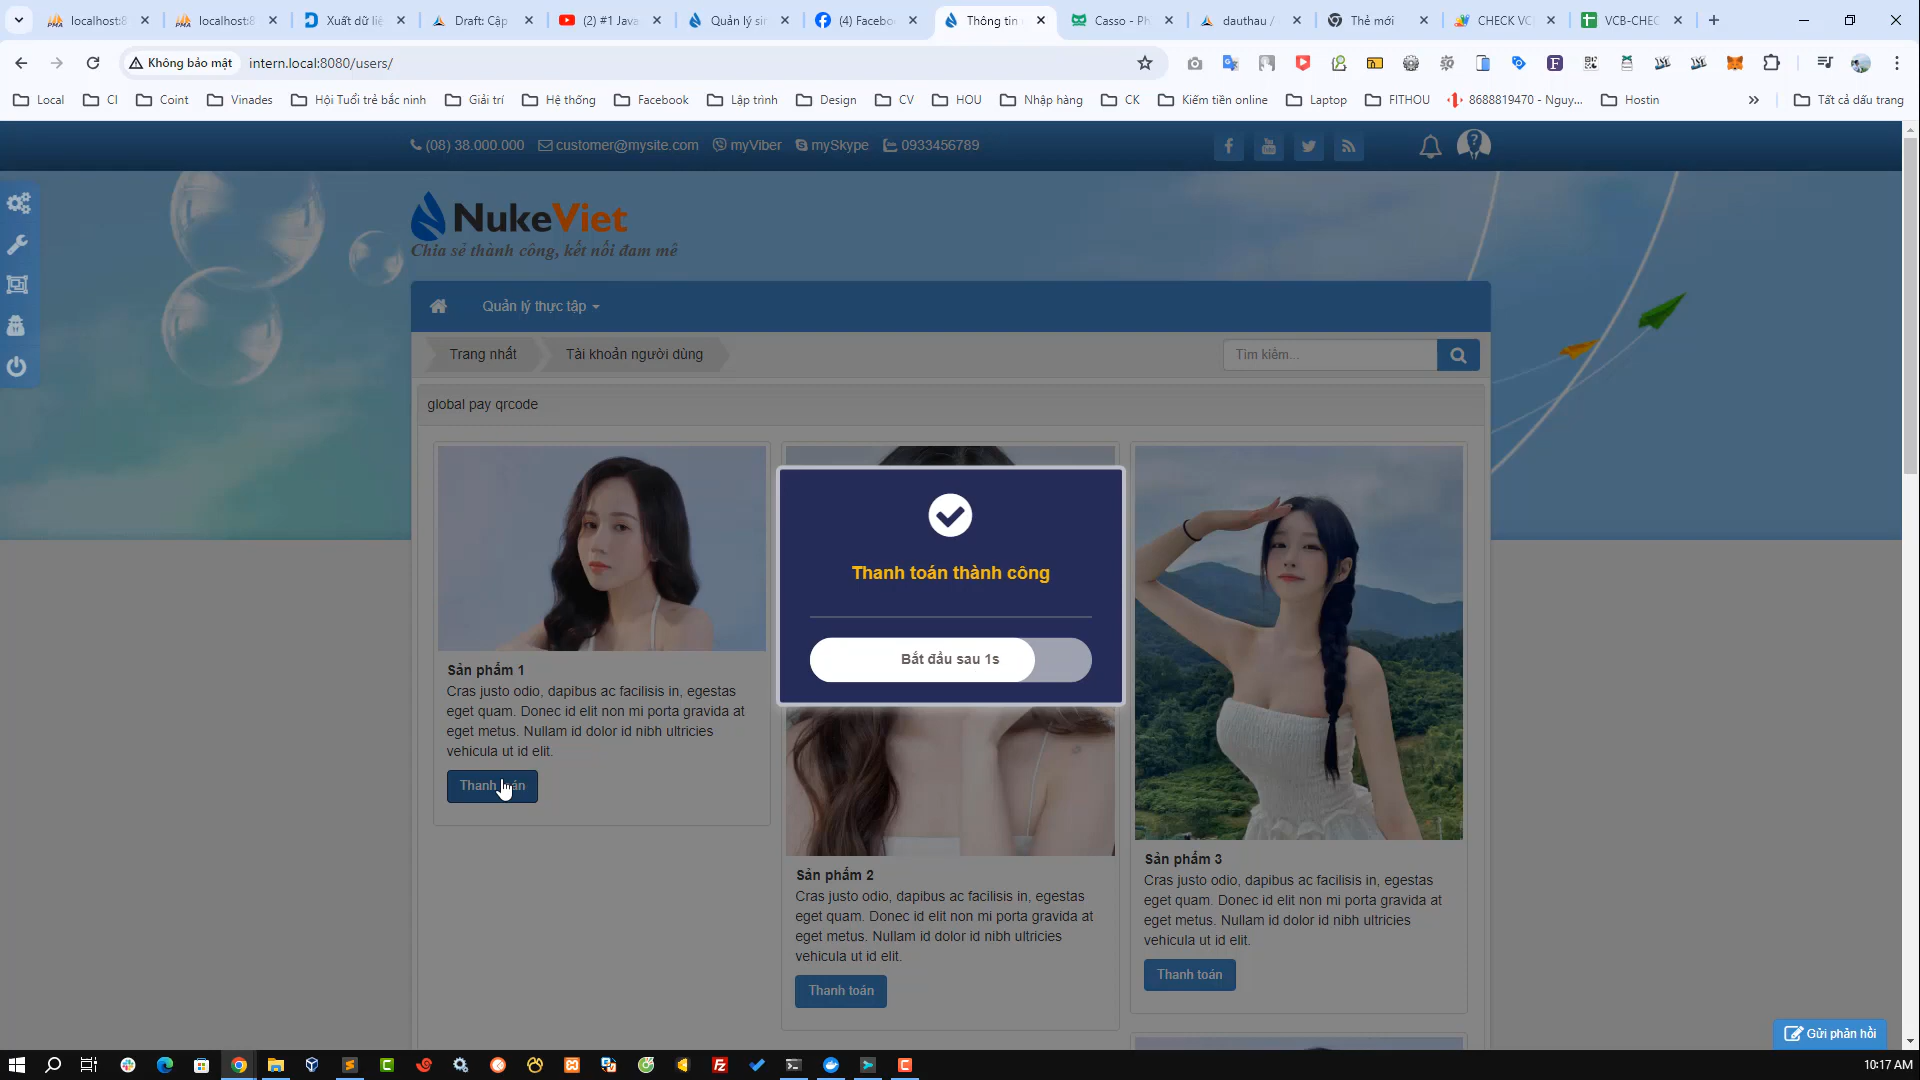 localhost:8
localhost:8
Xuất dữ liệ
Draft: Cập
(2) #1 Java
Quản lý sin
(4) Facebo
Thông tin
Casso - Ph
dauthau /
Thẻ mới
CHECK VC
VCB-CHEC
Không bảo mật
intern.local:8080/users/
Local
CI
Coint
Vinades
Hội Tuổi trẻ bắc ninh
Giải trí
Hệ thống
Facebook
Lập trình
Design
CV
HOU
Nhập hàng
CK
Kiếm tiền online
Laptop
FITHOU
8688819470 - Nguy...
Hostin
Tất cả dấu trang
(08) 38.000.000
customer@mysite.com
myViber
mySkype
0933456789
NukeViet
Chia sẻ thành công, kết nối đam mê
Quản lý thực tập
Trang nhất
Tài khoản người dùng
Tìm kiếm...
global pay qrcode
Thanh toán thành công
Bắt đầu sau 1s
Sản phẩm 1
Cras justo odio, dapibus ac facilisis in, egestas
eget quam. Donec id elit non mi porta gravida at
eget metus. Nullam id dolor id nibh ultricies
vehicula ut id elit.
Thanh toán
Sản phẩm 2
Cras justo odio, dapibus ac facilisis in, egestas
eget quam. Donec id elit non mi porta gravida at
eget metus. Nullam id dolor id nibh ultricies
vehicula ut id elit.
Thanh toán
Sản phẩm 3
Cras justo odio, dapibus ac facilisis in, egestas
eget quam. Donec id elit non mi porta gravida at
eget metus. Nullam id dolor id nibh ultricies
vehicula ut id elit.
Thanh toán
Gửi phản hồi
10:17 AM